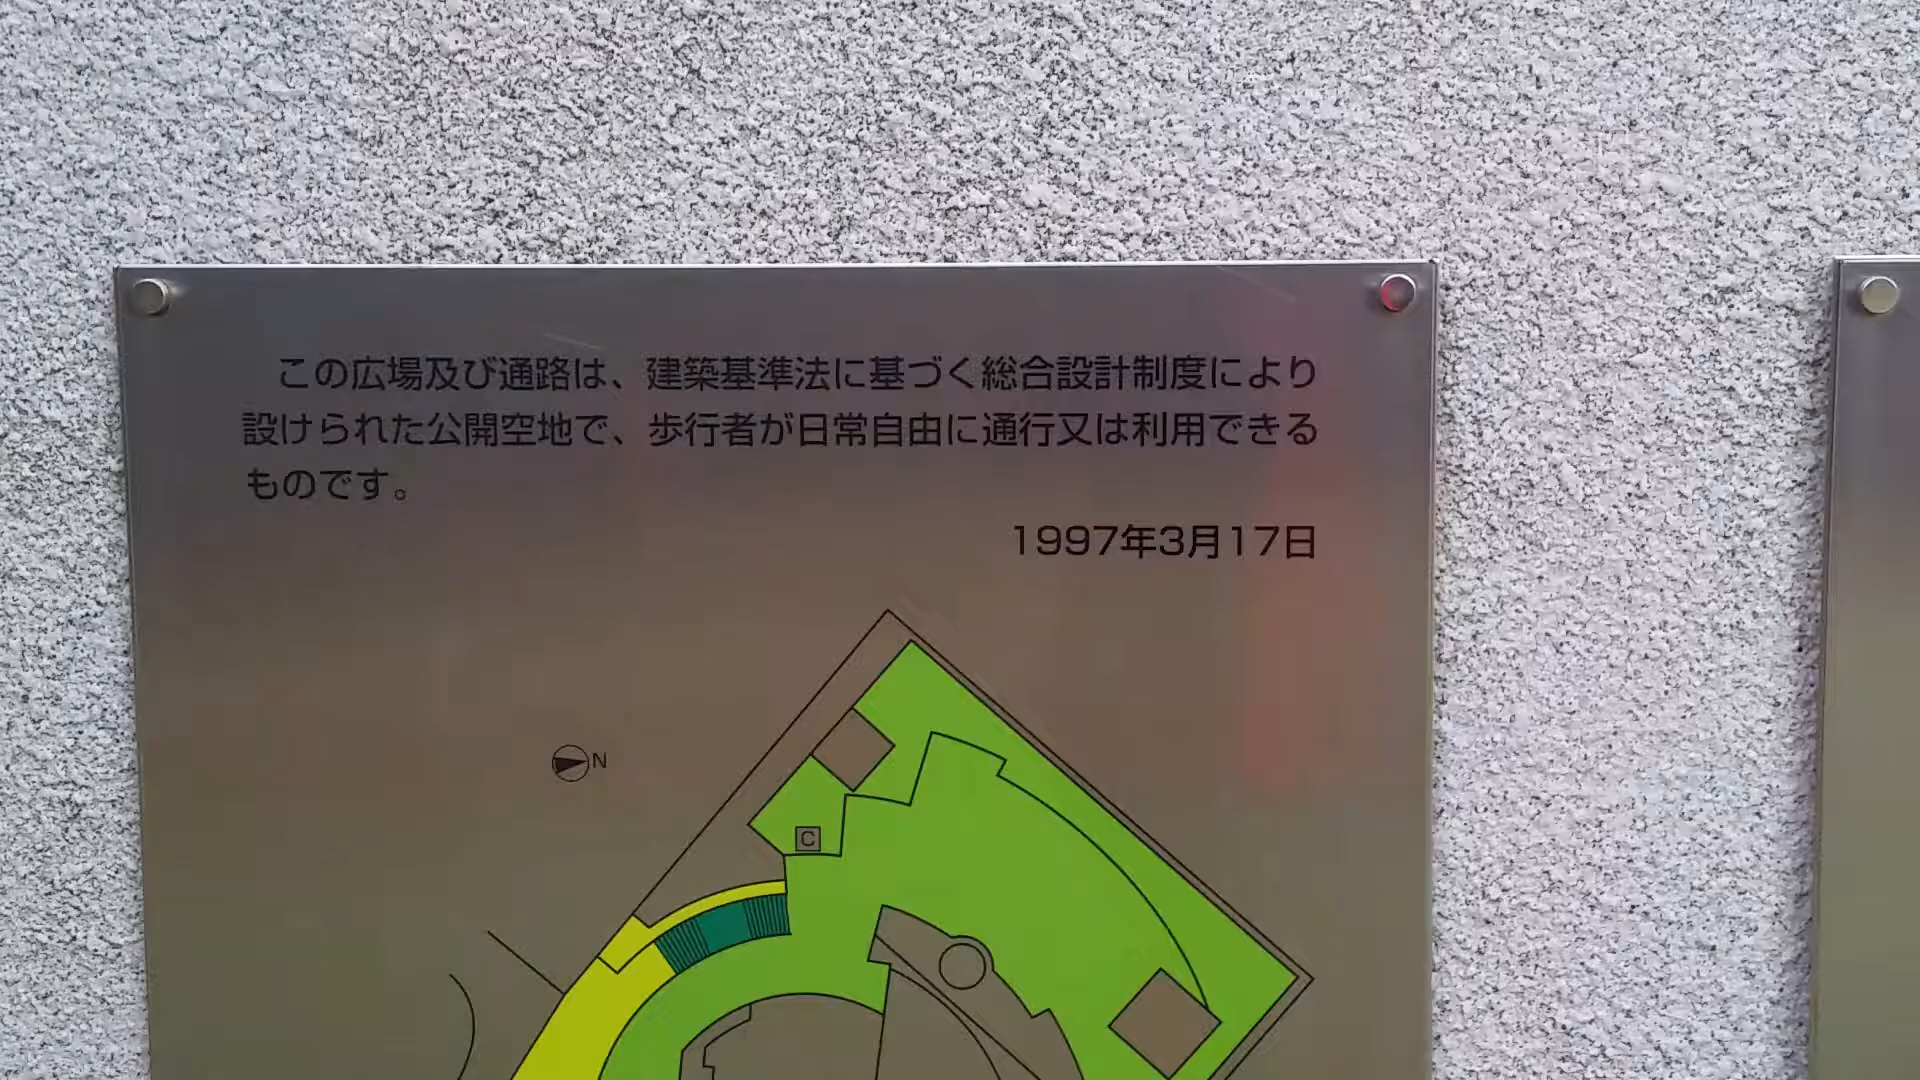 この広場及び通路は、建築基準法に基づく総合設計制度により
設けられた公開空地で、歩行者が日常自由に通行又は利用できる
ものです。
1997年3月17日
N
C